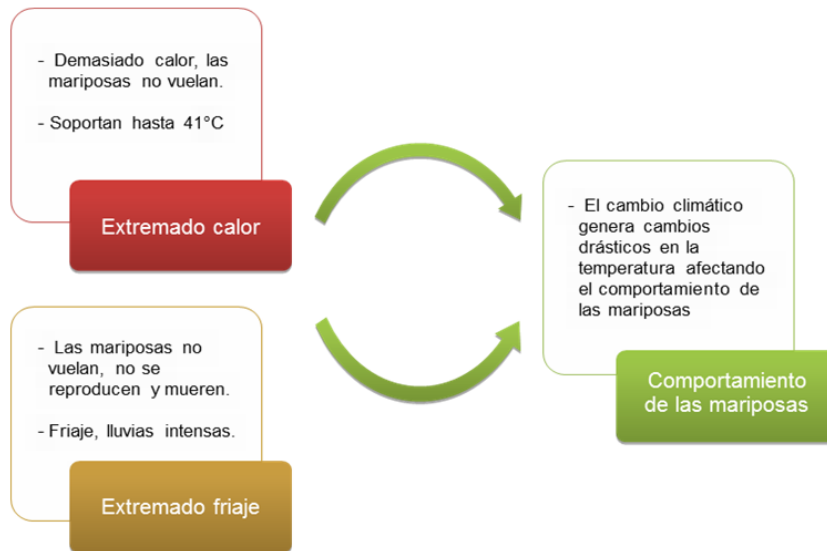 - Demasiado calor, las
mariposas no vuelan.
- Soportan hasta 41°C
Extremado calor
- Las mariposas no
vuelan, no se
reproducen y mueren.
- Friaje, lluvias intensas.
Extremado friaje
- El cambio climático
genera cambios
drásticos en la
temperatura afectando
el comportamiento de
las mariposas
Comportamiento
de las mariposas